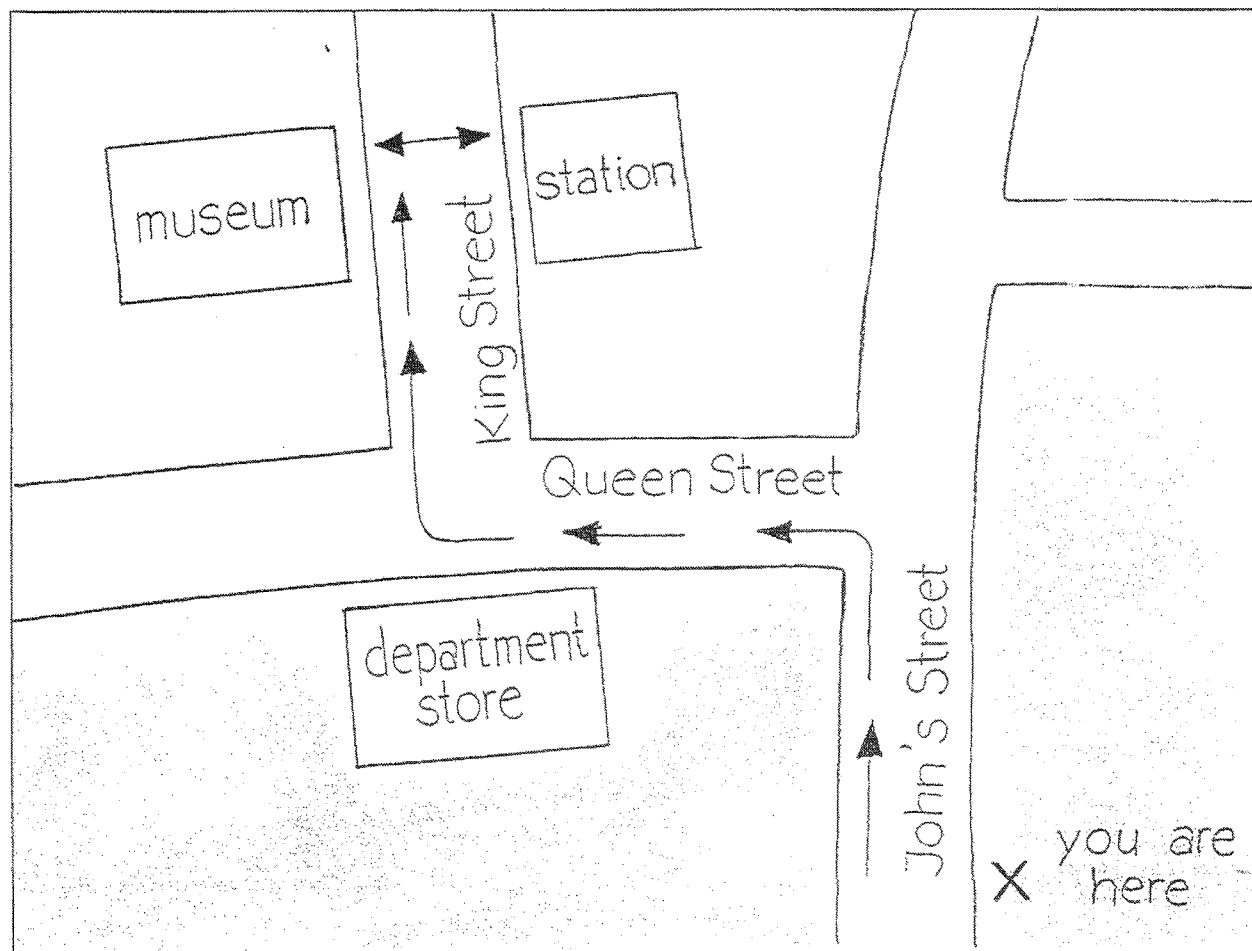 museum
station
King Street
Queen Street
department
store
John's Street
X you are
here